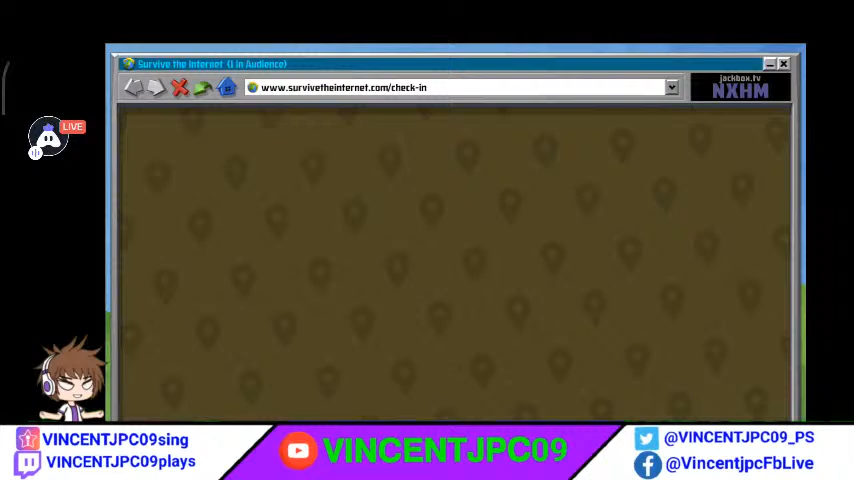 Survive the Internet (1 in Audience)
www.survivetheinternet.com/check-in
jackbox.tv
NXHM
LIVE
VINCENTJPC09sing
VINCENTJPC09plays
VINCENTJPC09
@VINCENTJPC09_PS
@VincentjpcFbLive